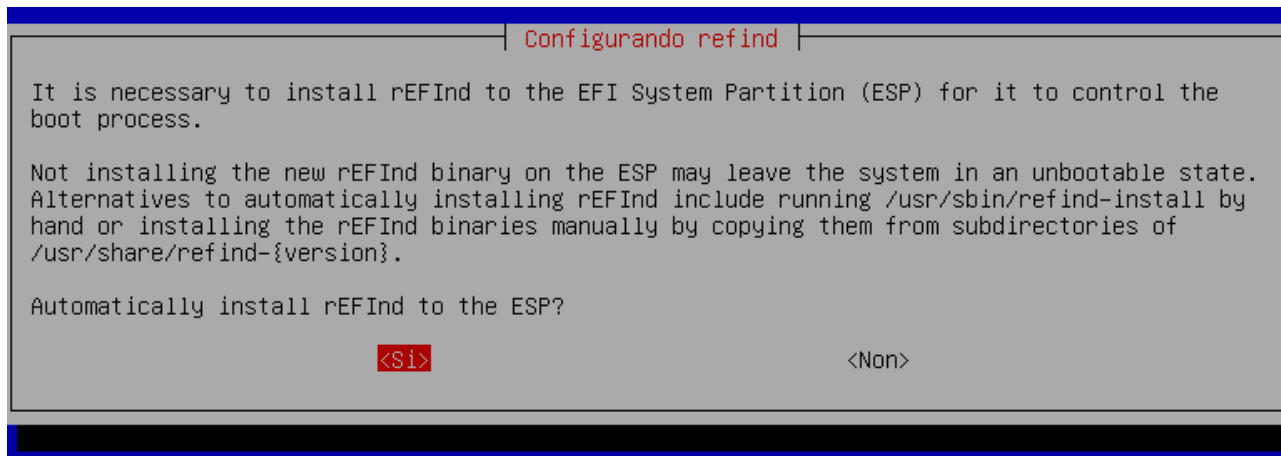 Configurando refind
It is necessary to install rEFInd to the EFI System Partition (ESP) for it to control the
boot process.
Not installing the new rEFInd binary on the ESP may leave the system in an unbootable state.
Alternatives to automatically installing rEFInd include running /usr/sbin/refind-install by
hand or installing the rEFInd binaries manually by copying them from subdirectories of
/usr/share/refind-{version}.
Automatically install rEFInd to the ESP?
<Si> <Non>